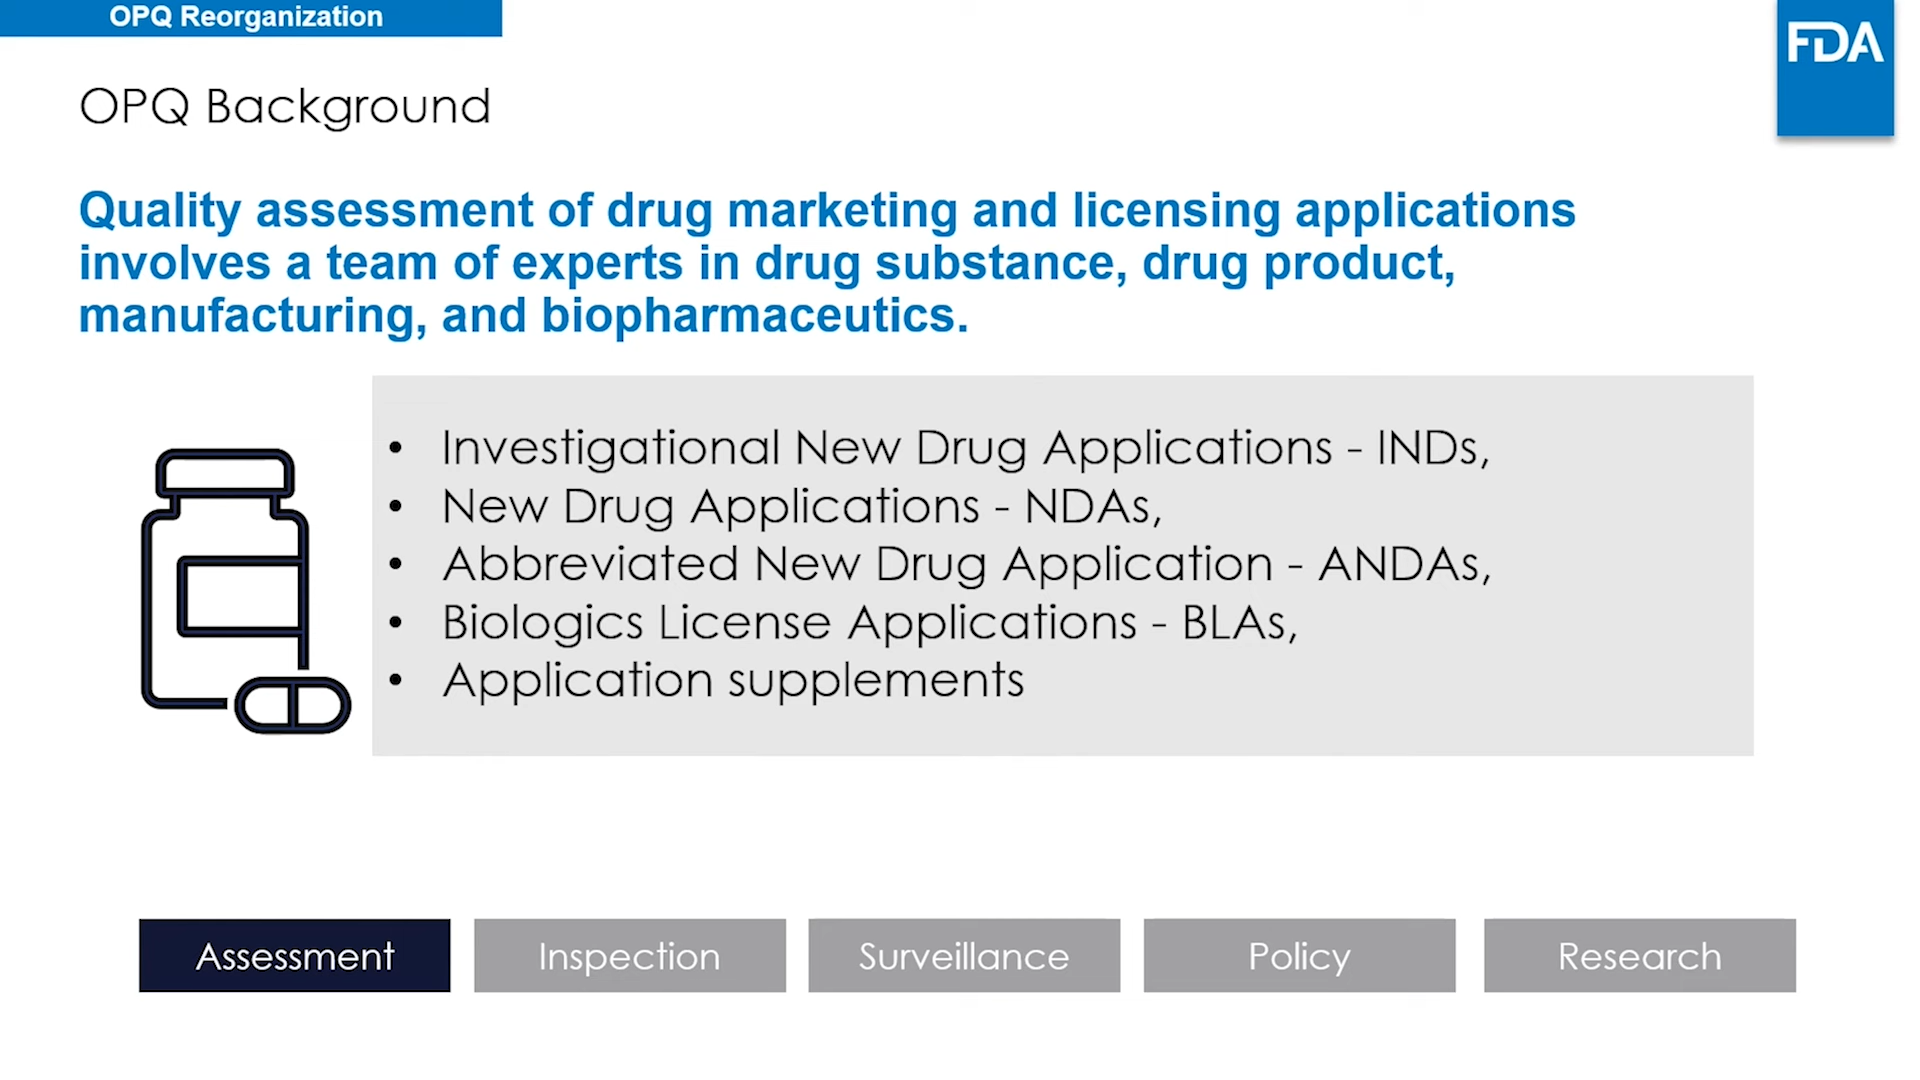 OPQ Reorganization
FDA
OPQ Background
Quality assessment of drug marketing and licensing applications
involves a team of experts in drug substance, drug product,
manufacturing, and biopharmaceutics.
• Investigational New Drug Applications - INDs,
• New Drug Applications - NDAs,
• Abbreviated New Drug Application - ANDAs,
• Biologics License Applications - BLAs,
• Application supplements
Assessment
Inspection
Surveillance
Policy
Research